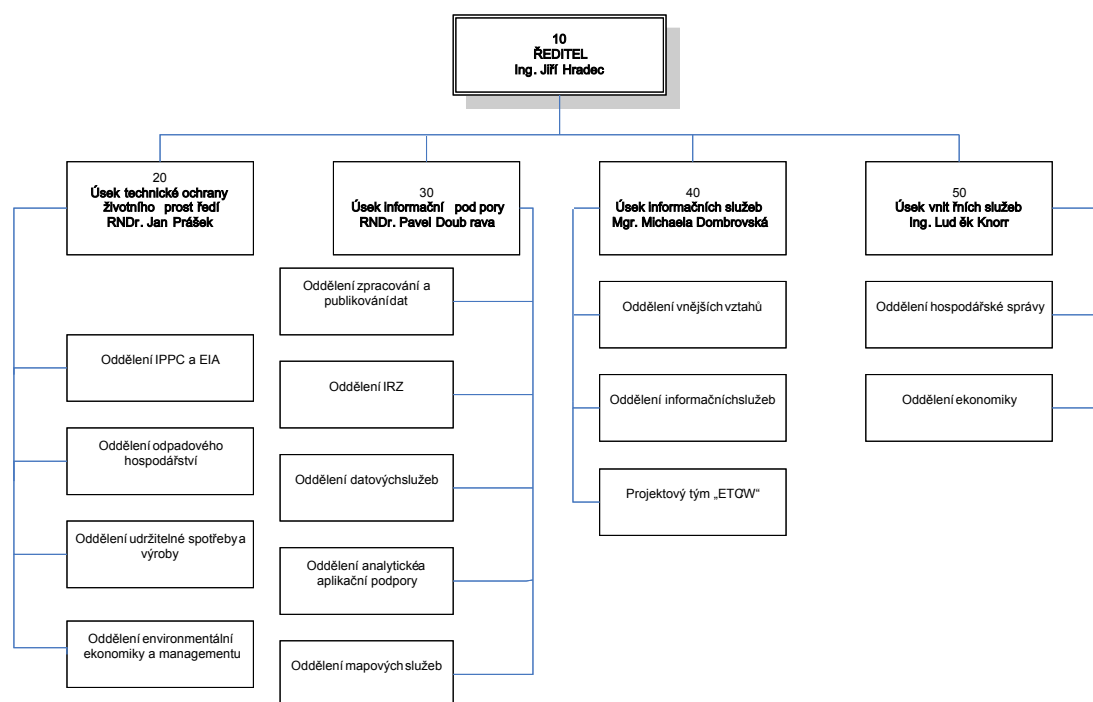 10
ŘEDITEL
Ing. Jiří Hradec
20
Úsek technické ochrany
životního prost ředí
RNDr. Jan Prášek
30
Úsek informační pod pory
RNDr. Pavel Doub rava
40
Úsek informačních služeb
Mgr. Michaela Dombrovská
50
Úsek vnit řních služeb
Ing. Lud ěk Knorr
Oddělení IPPC a EIA
Oddělení odpadového
hospodářství
Oddělení udržitelné spotřeby a
výroby
Oddělení environmentální
ekonomiky a managementu
Oddělení zpracování a
publikování dat
Oddělení IRZ
Oddělení datovýchslužeb
Oddělení analytické a
aplikační podpory
Oddělení mapových služeb
Oddělení vnějších vztahů
Oddělení informačníchslužeb
Projektový tým „ETC/W“
Oddělení hospodářské správy
Oddělení ekonomiky